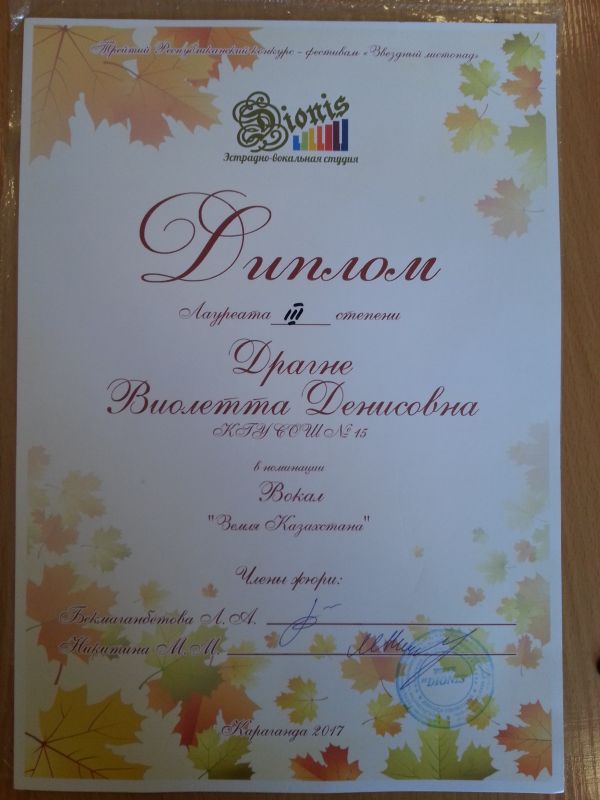 Третий Республиканский конкурс - фестиваль «Звездный листопад»
Dionis
Эстрадно-вокальная студия
Диплом
Лауреата III степени
Драгне
Виолетта Денисовна
КГУ СОШ № 15
в номинации
Вокал
"Земля Казахстана"
Члены жюри:
Бекмаганбетова Л. А.
Никитина М. М.
"DIONIS"
Караганда 2017